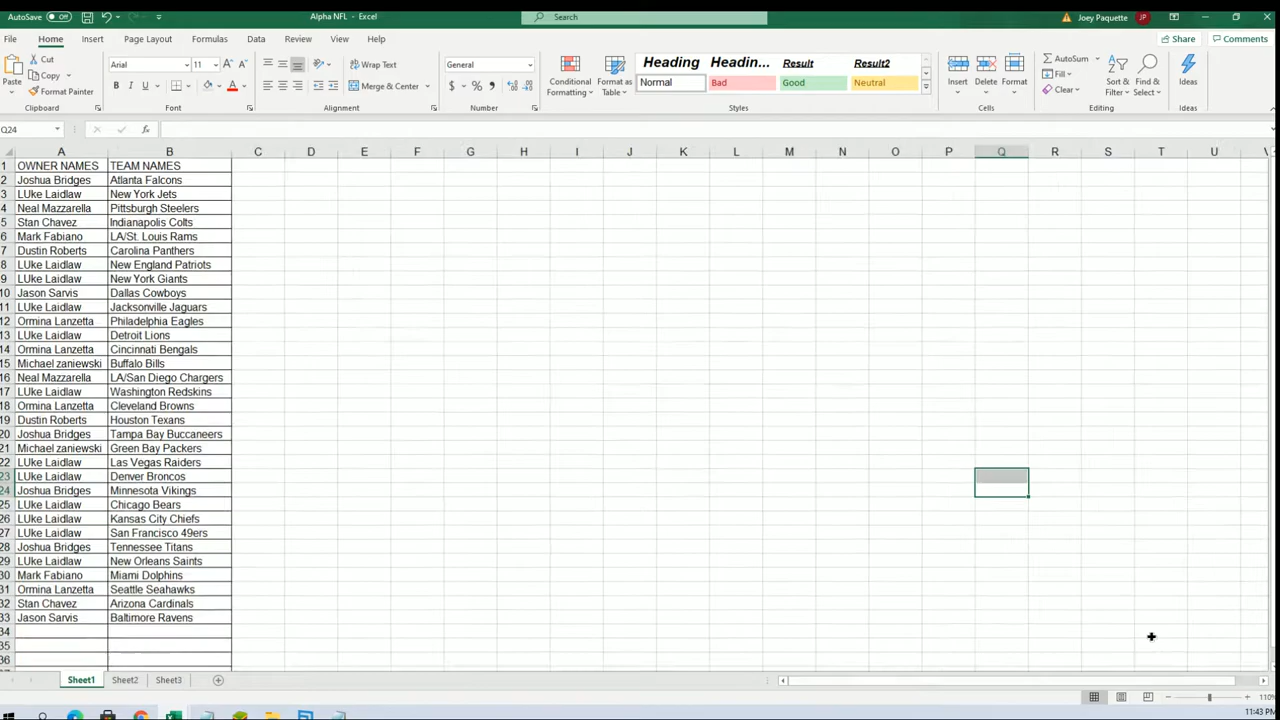 AutoSave Off Alpha NFL - Excel Search Joey Paquette JP
File Home Insert Page Layout Formulas Data Review View Help Share Comments
Paste Cut Copy Format Painter Clipboard
Arial 11 B I U Font
Wrap Text Merge & Center Alignment
General $ % Number
Conditional Formatting Format as Table
Heading Headin... Result Result2
Normal Bad Good Neutral Styles
Insert Delete Format Cells
AutoSum Fill Clear Sort & Filter Find & Select Editing
Ideas Ideas
Q24 fx
A B C D E F G H I J K L M N O P Q R S T U
1 OWNER NAMES TEAM NAMES
2 Joshua Bridges Atlanta Falcons
3 LUke Laidlaw New York Jets
4 Neal Mazzarella Pittsburgh Steelers
5 Stan Chavez Indianapolis Colts
6 Mark Fabiano LA/St. Louis Rams
7 Dustin Roberts Carolina Panthers
8 LUke Laidlaw New England Patriots
9 LUke Laidlaw New York Giants
10 Jason Sarvis Dallas Cowboys
11 LUke Laidlaw Jacksonville Jaguars
12 Ormina Lanzetta Philadelphia Eagles
13 LUke Laidlaw Detroit Lions
14 Ormina Lanzetta Cincinnati Bengals
15 Michael zaniewski Buffalo Bills
16 Neal Mazzarella LA/San Diego Chargers
17 LUke Laidlaw Washington Redskins
18 Ormina Lanzetta Cleveland Browns
19 Dustin Roberts Houston Texans
20 Joshua Bridges Tampa Bay Buccaneers
21 Michael zaniewski Green Bay Packers
22 LUke Laidlaw Las Vegas Raiders
23 LUke Laidlaw Denver Broncos
24 Joshua Bridges Minnesota Vikings
25 LUke Laidlaw Chicago Bears
26 LUke Laidlaw Kansas City Chiefs
27 LUke Laidlaw San Francisco 49ers
28 Joshua Bridges Tennessee Titans
29 LUke Laidlaw New Orleans Saints
30 Mark Fabiano Miami Dolphins
31 Ormina Lanzetta Seattle Seahawks
32 Stan Chavez Arizona Cardinals
33 Jason Sarvis Baltimore Ravens
34
35
36
Sheet1 Sheet2 Sheet3
110%
11:43 PM